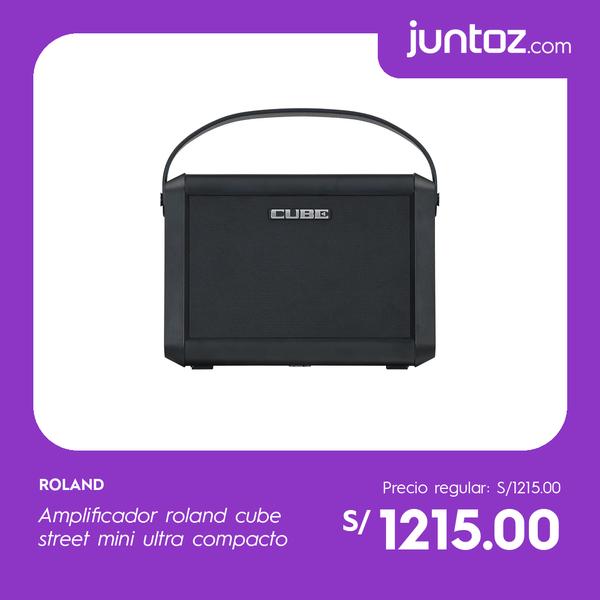 juntoz.com
CUBE
ROLAND
Amplificador roland cube
street mini ultra compacto
Precio regular: S/1215.00
S/ 1215.00